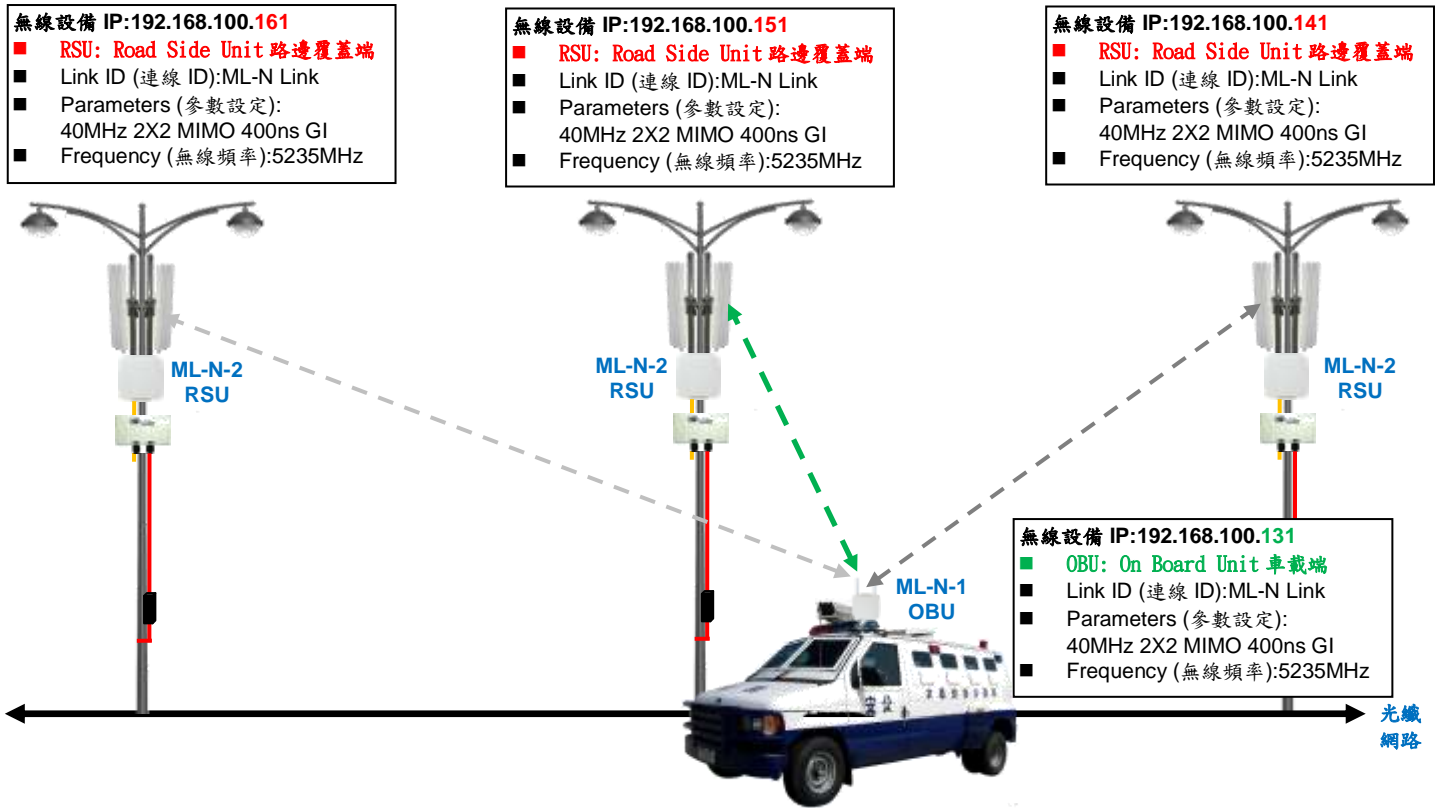 無線設備 IP:192.168.100.161
RSU: Road Side Unit 路邊覆蓋端
Link ID (連線 ID):ML-N Link
Parameters (參數設定):
40MHz 2X2 MIMO 400ns GI
Frequency (無線頻率):5235MHz
無線設備 IP:192.168.100.151
RSU: Road Side Unit 路邊覆蓋端
Link ID (連線 ID):ML-N Link
Parameters (參數設定):
40MHz 2X2 MIMO 400ns GI
Frequency (無線頻率):5235MHz
無線設備 IP:192.168.100.141
RSU: Road Side Unit 路邊覆蓋端
Link ID (連線 ID):ML-N Link
Parameters (參數設定):
40MHz 2X2 MIMO 400ns GI
Frequency (無線頻率):5235MHz
ML-N-2
RSU
ML-N-2
RSU
ML-N-2
RSU
ML-N-1
OBU
無線設備 IP:192.168.100.131
OBU: On Board Unit 車載端
Link ID (連線 ID):ML-N Link
Parameters (參數設定):
40MHz 2X2 MIMO 400ns GI
Frequency (無線頻率):5235MHz
光纖
網路